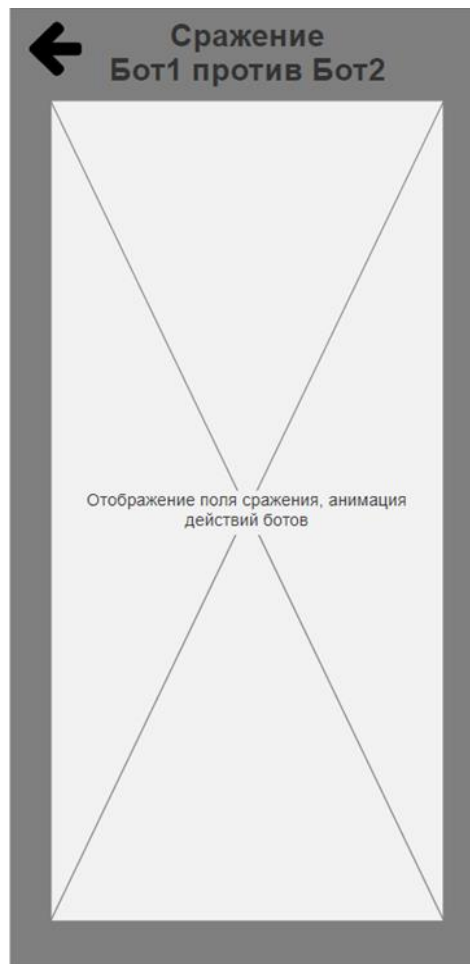 Сражение
Бот1 против Бот2
Отображение поля сражения, анимация
действий ботов